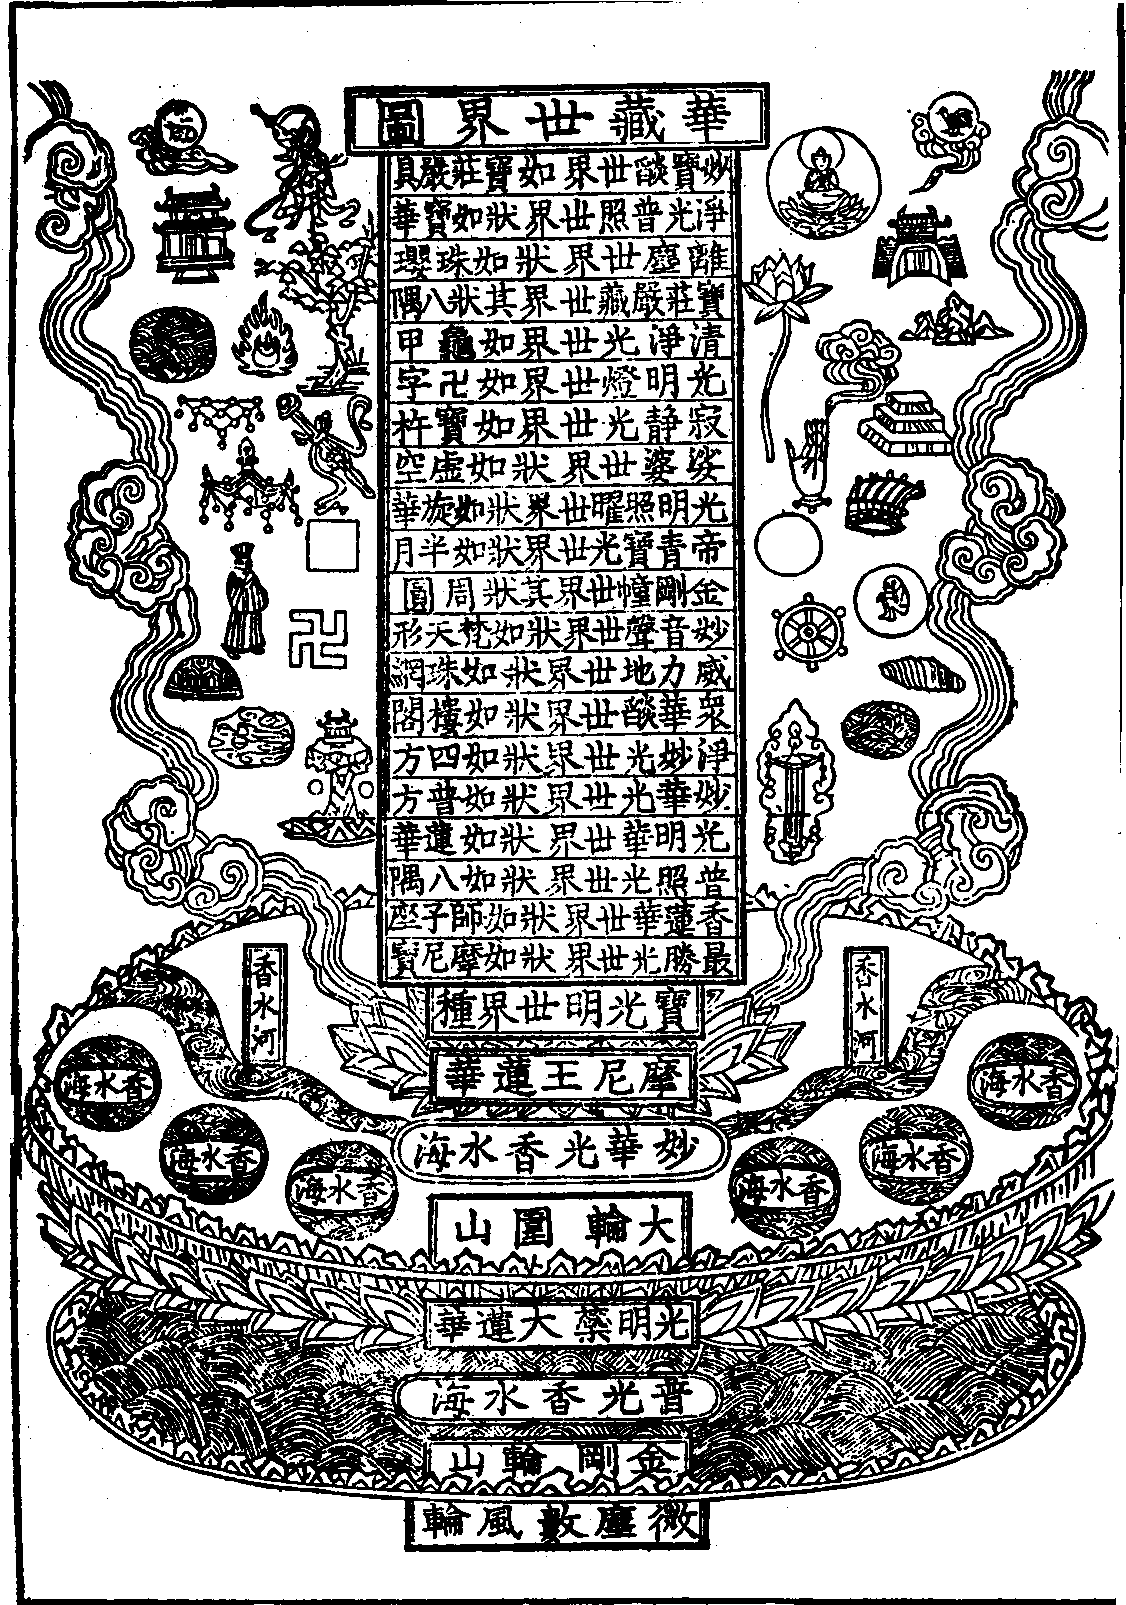 華藏世界圖
妙寶燄世界如寶莊嚴具
淨光普照世界狀如寶華
離塵世界狀如珠瓔
寶莊嚴藏世界其狀八隅
清淨光世界如龜甲
光明燈世界如卍字
寂静光世界如寶杵
娑婆世界狀如虛空
光明照曜世界狀如旋華
帝青寶光世界狀如半月
金剛幢世界其狀周圓
妙音聲世界狀如梵天形
威力地世界狀如珠網
衆華燄世界狀如樓閣
淨妙光世界狀如四方
妙華光世界狀如普方
光明華世界狀如蓮華
普照光世界狀如八隅
香蓮華世界狀如師子座
最勝光世界狀如摩尼寶
寶光明世界種
香水河
香水河
摩尼王蓮華
香水海
香水海
妙華光香水海
香水海
香水海
香水海
香水海
大輪圍山
光明蘂大蓮華
普光香水海
金剛輪山
微塵數風輪